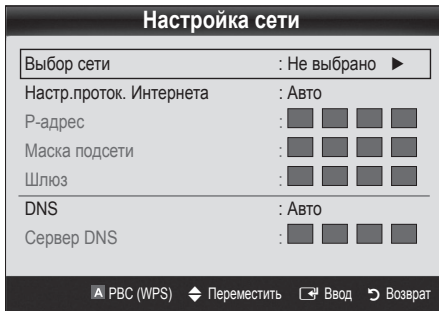 Настройка сети
Выбор сети : Не выбрано ▶
Настр.проток. Интернета : Авто
Р-адрес :
Маска подсети :
Шлюз :
DNS : Авто
Сервер DNS :
A PBC (WPS) Переместить Ввод Возврат